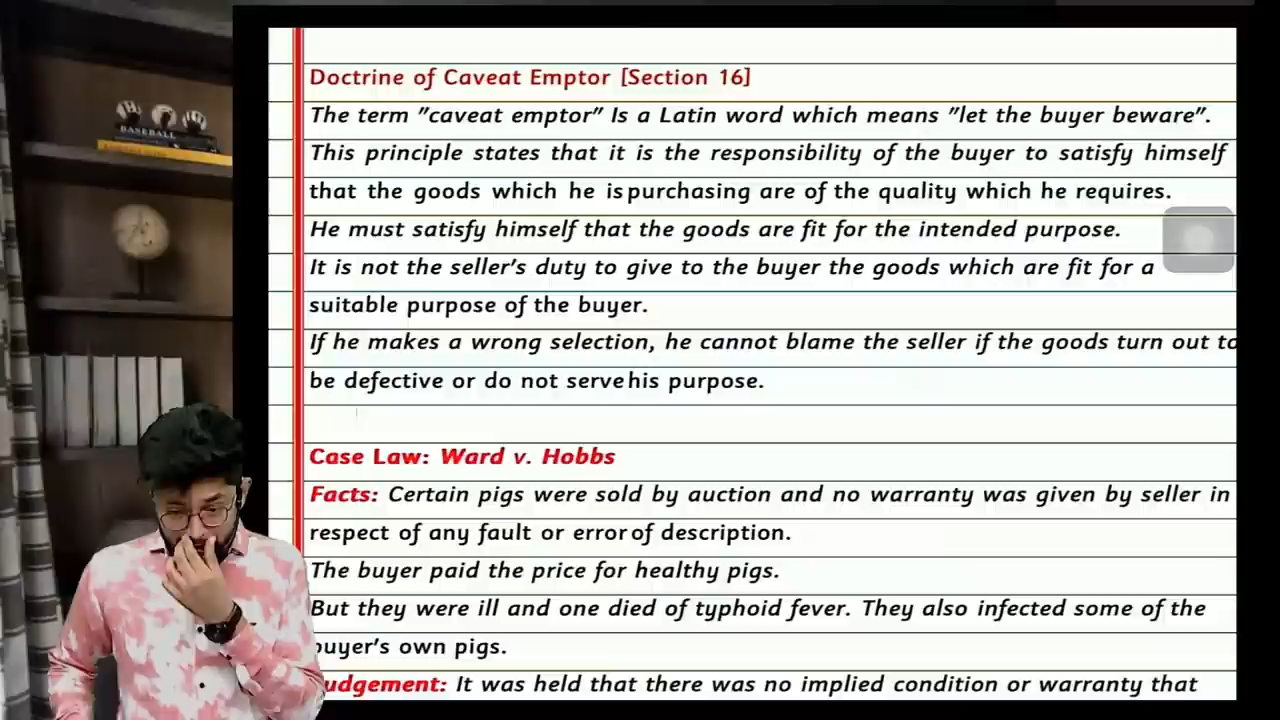 BASEBALL
Doctrine of Caveat Emptor [Section 16]
The term "caveat emptor" Is a Latin word which means "let the buyer beware".
This principle states that it is the responsibility of the buyer to satisfy himself
that the goods which he is purchasing are of the quality which he requires.
He must satisfy himself that the goods are fit for the intended purpose.
It is not the seller's duty to give to the buyer the goods which are fit for a
suitable purpose of the buyer.
If he makes a wrong selection, he cannot blame the seller if the goods turn out to
be defective or do not serve his purpose.
Case Law: Ward v. Hobbs
Facts: Certain pigs were sold by auction and no warranty was given by seller in
respect of any fault or error of description.
The buyer paid the price for healthy pigs.
But they were ill and one died of typhoid fever. They also infected some of the
buyer's own pigs.
Judgement: It was held that there was no implied condition or warranty that